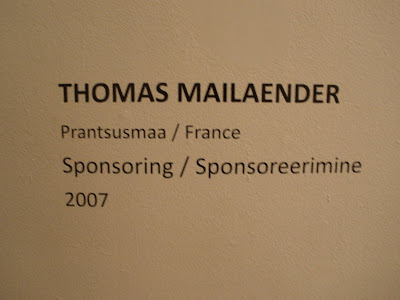 THOMAS MAILAENDER
Prantsusmaa / France
Sponsoring / Sponsoreerimine
2007